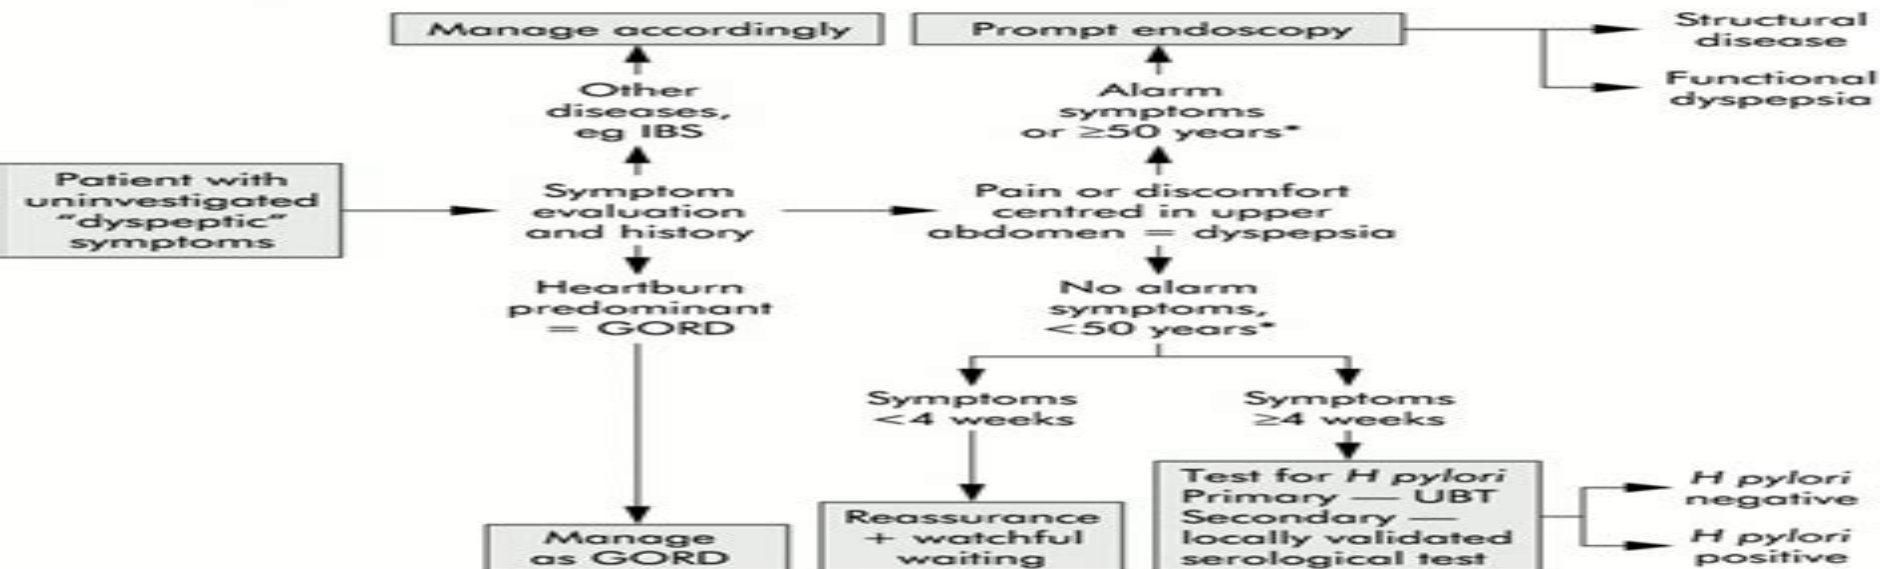 Manage accordingly
Prompt endoscopy
Structural
disease
Functional
dyspepsia
Other
diseases,
eg IBS
Alarm
symptoms
or ≥50 years*
Patient with
uninvestigated
“dyspeptic”
symptoms
Symptom
evaluation
and history
Pain or discomfort
centred in upper
abdomen = dyspepsia
Heartburn
predominant
= GORD
No alarm
symptoms,
<50 years*
Symptoms
<4 weeks
Symptoms
≥4 weeks
Manage
as GORD
Reassurance
+ watchful
waiting
Test for H pylori
Primary — UBT
Secondary —
locally validated
serological test
H pylori
negative
H pylori
positive